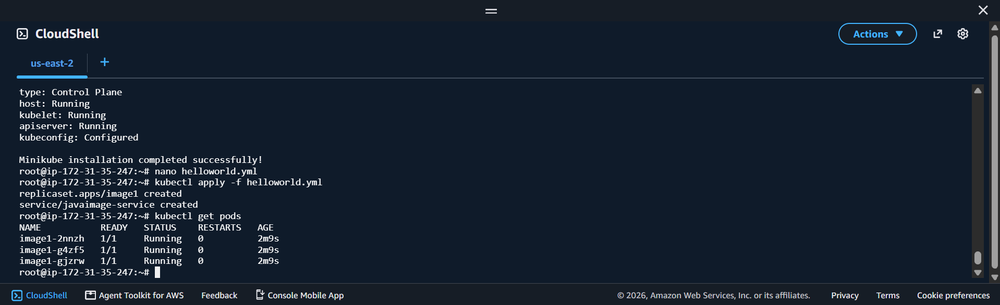 CloudShell
Actions
us-east-2
+
type: Control Plane
host: Running
kubelet: Running
apiserver: Running
kubeconfig: Configured
Minikube installation completed successfully!
root@ip-172-31-35-247:~# nano helloworld.yml
root@ip-172-31-35-247:~# kubectl apply -f helloworld.yml
replicaset.apps/image1 created
service/javaimage-service created
root@ip-172-31-35-247:~# kubectl get pods
NAME READY STATUS RESTARTS AGE
image1-2nnzh 1/1 Running 0 2m9s
image1-g4zf5 1/1 Running 0 2m9s
image1-gjzrw 1/1 Running 0 2m9s
root@ip-172-31-35-247:~#
CloudShell Agent Toolkit for AWS Feedback Console Mobile App © 2026, Amazon Web Services, Inc. or its affiliates. Privacy Terms Cookie preferences